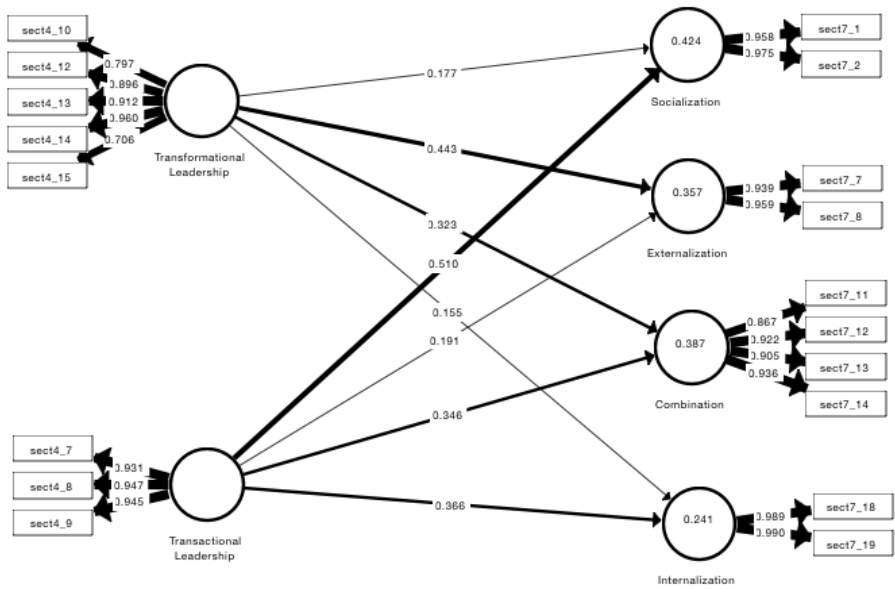 sect4_10
sect4_12
sect4_13
sect4_14
sect4_15
0.797
0.896
0.912
0.960
0.706
Transformational
Leadership
sect4_7
sect4_8
sect4_9
0.931
0.947
0.945
Transactional
Leadership
0.177
0.443
0.323
0.510
0.155
0.191
0.346
0.366
0.424
Socialization
0.958
0.975
sect7_1
sect7_2
0.357
Externalization
0.939
0.959
sect7_7
sect7_8
0.387
Combination
0.867
0.922
0.905
0.936
sect7_11
sect7_12
sect7_13
sect7_14
0.241
Internalization
0.989
0.990
sect7_18
sect7_19